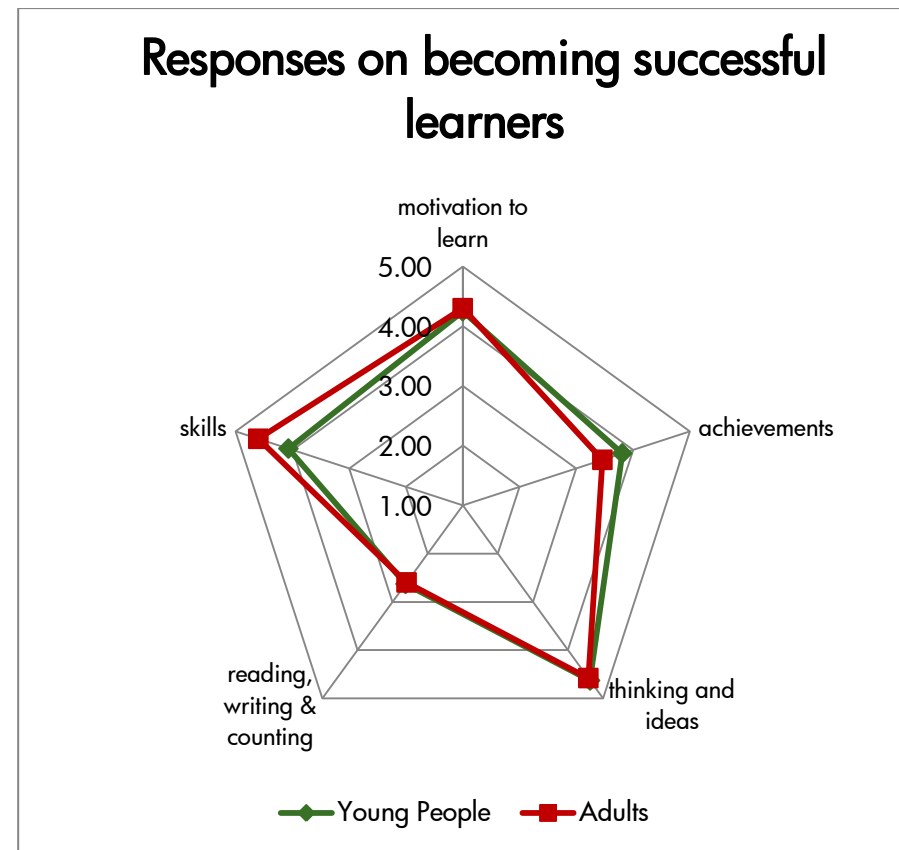 Responses on becoming successful
learners
motivation to
learn
5.00
4.00
3.00
2.00
1.00
skills
achievements
reading,
writing &
counting
thinking and
ideas
Young People
Adults